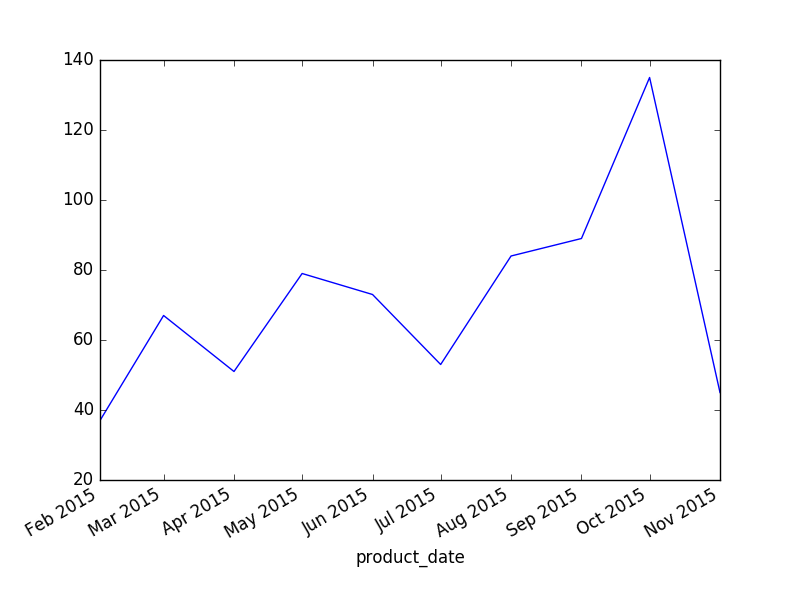 140
120
100
80
60
40
20
Feb 2015
Mar 2015
Apr 2015
May 2015
Jun 2015
Jul 2015
Aug 2015
Sep 2015
Oct 2015
Nov 2015
product_date